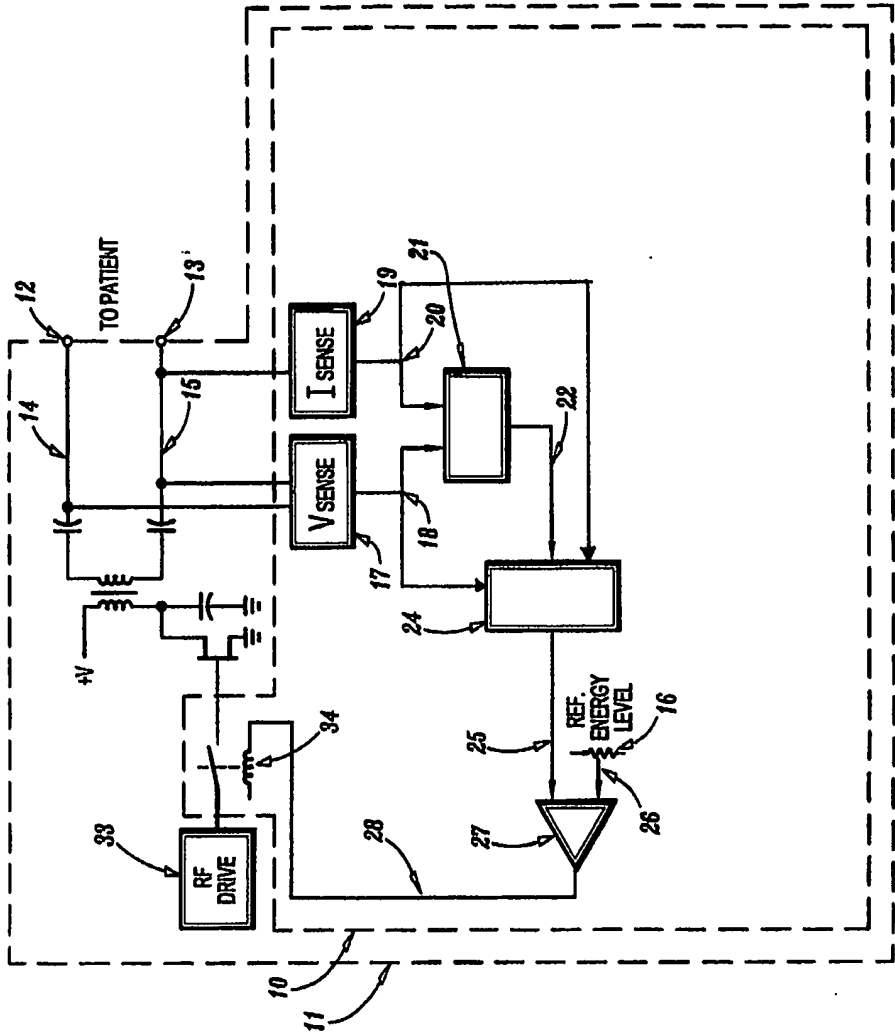 12
TO PATIENT
13
14
15
+V
33
RF
DRIVE
34
V SENSE
I SENSE
17
18
19
20
21
22
24
25
REF.
ENERGY
LEVEL
16
26
27
28
10
11